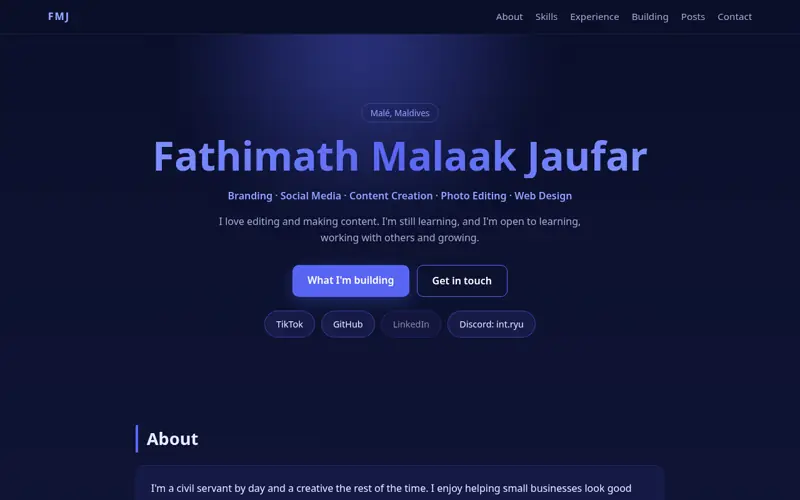 FMJ
About Skills Experience Building Posts Contact
Malé, Maldives
Fathimath Malaak Jaufar
Branding · Social Media · Content Creation · Photo Editing · Web Design
I love editing and making content. I'm still learning, and I'm open to learning,
working with others and growing.
What I'm building Get in touch
TikTok GitHub LinkedIn Discord: int.ryu
About
I'm a civil servant by day and a creative the rest of the time. I enjoy helping small businesses look good